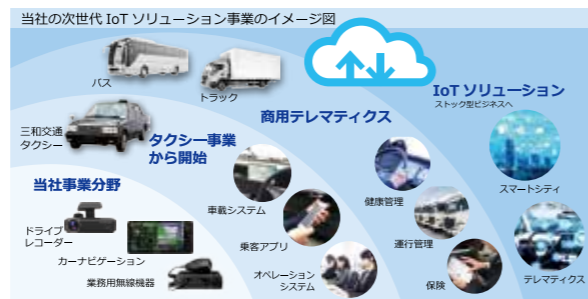 当社の次世代 IoT ソリューション事業のイメージ図
バス
トラック
IoT ソリューション
ストック型ビジネスへ
商用テレマティクス
三和交通
タクシー
タクシー事業
から開始
スマートシティ
当社事業分野
車載システム
健康管理
ドライブ
レコーダー
カーナビゲーション
乗客アプリ
運行管理
業務用無線機器
オペレーション
システム
保険
テレマティクス